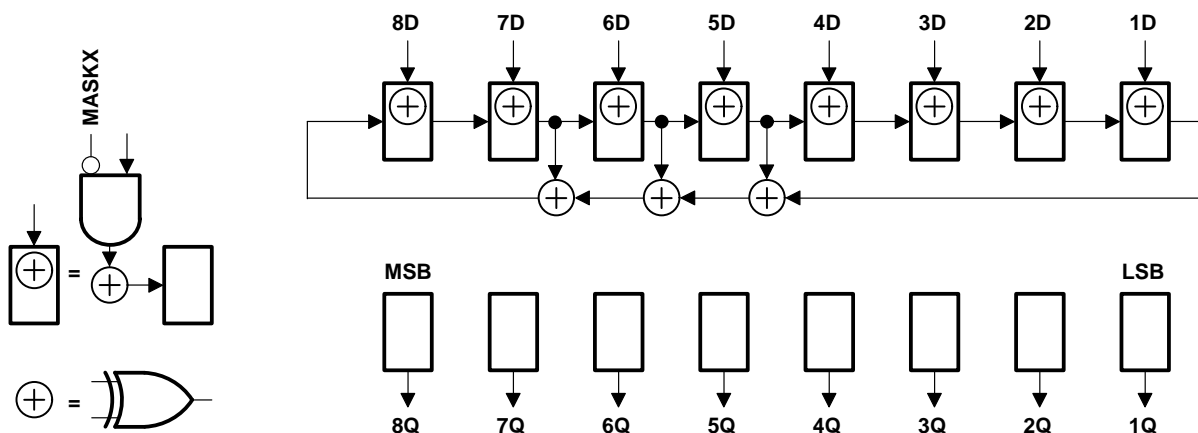 8D 7D 6D 5D 4D 3D 2D 1D
MASKX
=
MSB LSB
=
8Q 7Q 6Q 5Q 4Q 3Q 2Q 1Q